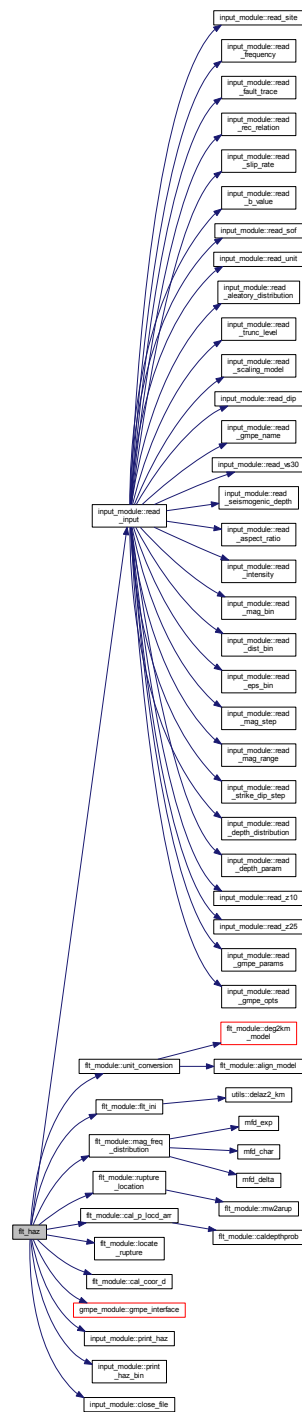 input_module::read_site
input_module::read
_frequency
input_module::read
_fault_trace
input_module::read
_rec_relation
input_module::read
_slip_rate
input_module::read
_b_value
input_module::read_sof
input_module::read_unit
input_module::read
_aleatory_distribution
input_module::read
_trunc_level
input_module::read
_scaling_model
input_module::read_dip
input_module::read
_gmpe_name
input_module::read_vs30
input_module::read
_seismogenic_depth
input_module::read
_input
input_module::read
_aspect_ratio
input_module::read
_intensity
input_module::read
_mag_bin
input_module::read
_dist_bin
input_module::read
_eps_bin
input_module::read
_mag_step
input_module::read
_mag_range
input_module::read
_strike_dip_step
input_module::read
_depth_distribution
input_module::read
_depth_param
input_module::read_z10
input_module::read_z25
input_module::read
_gmpe_params
input_module::read
_gmpe_opts
flt_module::deg2km
_model
flt_module::unit_conversion
flt_module::align_model
utils::delaz2_km
flt_module::flt_ini
mfd_exp
flt_module::mag_freq
_distribution
mfd_char
mfd_delta
flt_module::rupture
_location
flt_module::mw2arup
flt_module::cal_p_locd_arr
flt_haz
flt_module::caldepthprob
flt_module::locate
_rupture
flt_module::cal_coor_d
gmpe_module::gmpe_interface
input_module::print_haz
input_module::print
_haz_bin
input_module::close_file